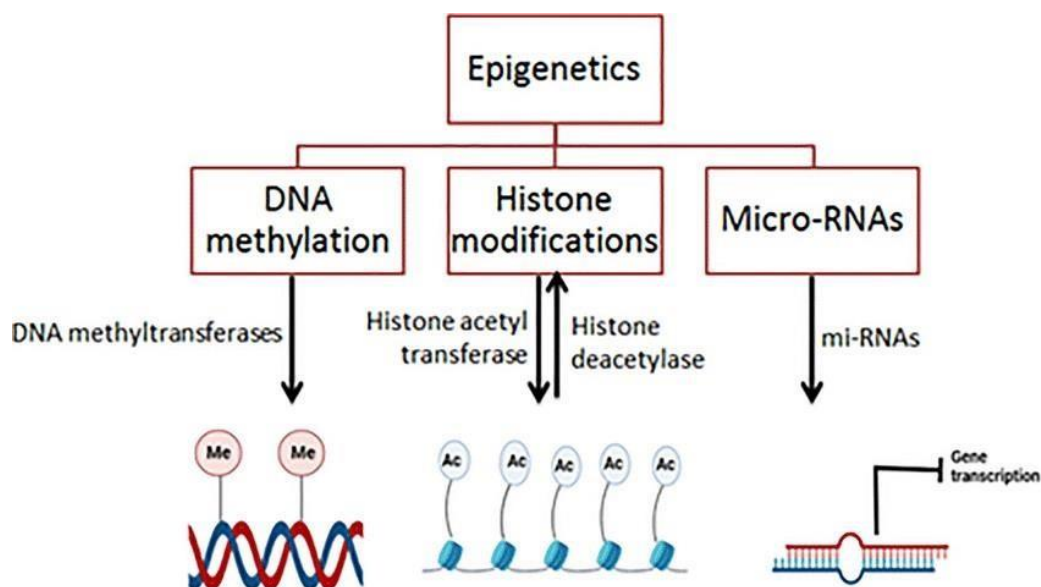 Epigenetics
DNA
methylation
Histone
modifications
Micro-RNAs
DNA methyltransferases
Histone acetyl
transferase
Histone
deacetylase
mi-RNAs
Me
Me
Ac
Ac
Ac
Ac
Ac
Gene
transcription